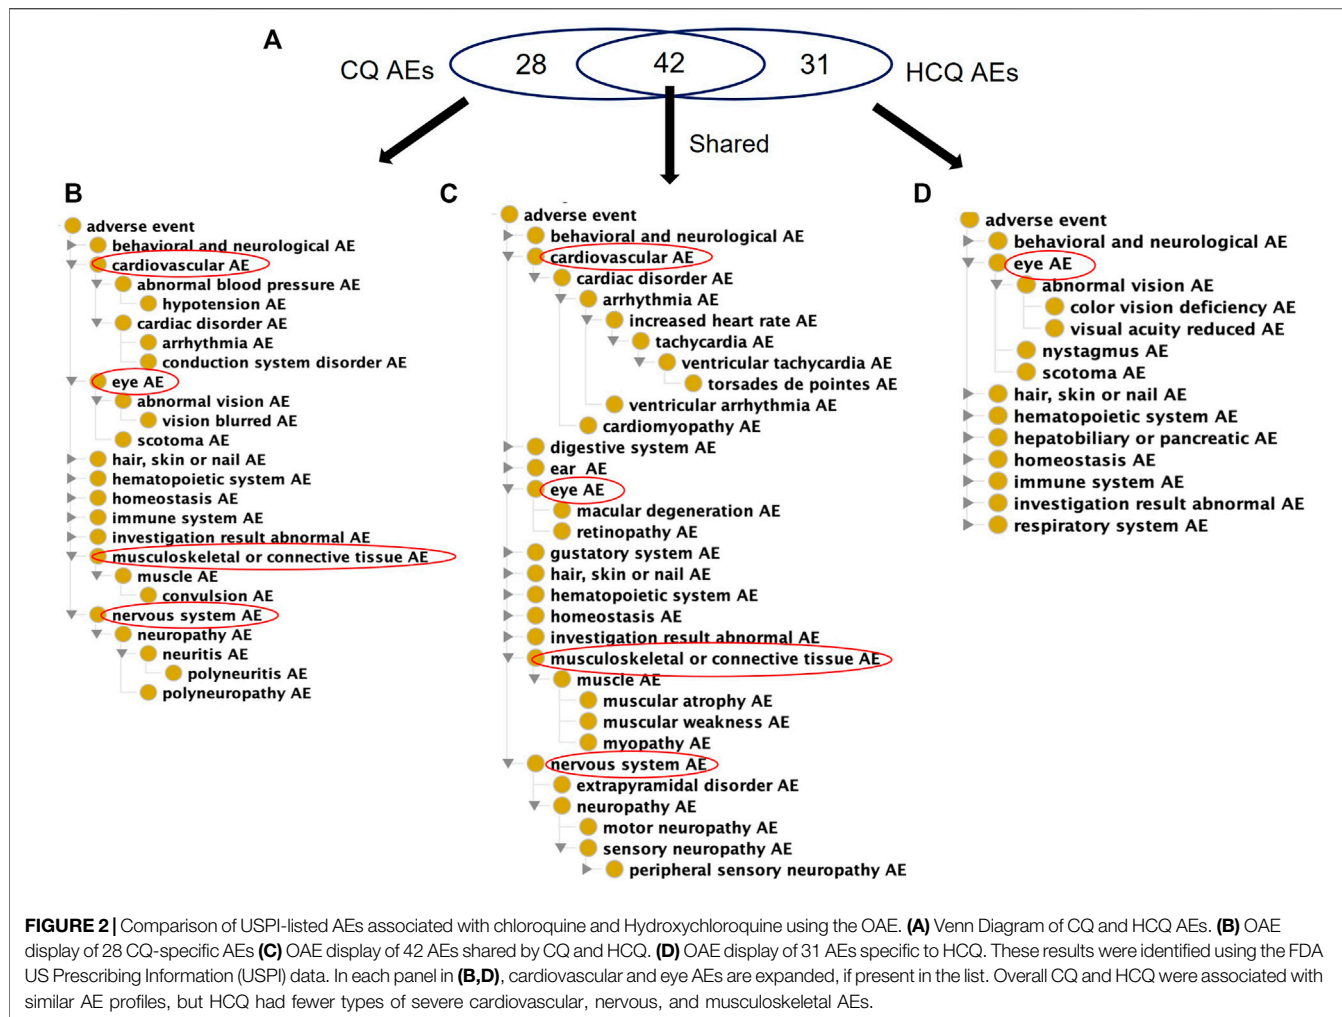 A
CQ AEs
28
42
31
HCQ AEs
Shared
B
adverse event
behavioral and neurological AE
cardiovascular AE
abnormal blood pressure AE
hypotension AE
cardiac disorder AE
arrhythmia AE
conduction system disorder AE
eye AE
abnormal vision AE
vision blurred AE
scotoma AE
hair, skin or nail AE
hematopoietic system AE
homeostasis AE
immune system AE
investigation result abnormal AE
musculoskeletal or connective tissue AE
muscle AE
convulsion AE
nervous system AE
neuropathy AE
neuritis AE
polyneuritis AE
polyneuropathy AE
C
adverse event
behavioral and neurological AE
cardiovascular AE
cardiac disorder AE
arrhythmia AE
increased heart rate AE
tachycardia AE
ventricular tachycardia AE
torsades de pointes AE
ventricular arrhythmia AE
cardiomyopathy AE
digestive system AE
ear AE
eye AE
macular degeneration AE
retinopathy AE
gustatory system AE
hair, skin or nail AE
hematopoietic system AE
homeostasis AE
investigation result abnormal AE
musculoskeletal or connective tissue AE
muscle AE
muscular atrophy AE
muscular weakness AE
myopathy AE
nervous system AE
extrapyramidal disorder AE
neuropathy AE
motor neuropathy AE
sensory neuropathy AE
peripheral sensory neuropathy AE
D
adverse event
behavioral and neurological AE
eye AE
abnormal vision AE
color vision deficiency AE
visual acuity reduced AE
nystagmus AE
scotoma AE
hair, skin or nail AE
hematopoietic system AE
hepatobiliary or pancreatic AE
homeostasis AE
immune system AE
investigation result abnormal AE
respiratory system AE
FIGURE 2 | Comparison of USPI-listed AEs associated with chloroquine and Hydroxychloroquine using the OAE. (A) Venn Diagram of CQ and HCQ AEs. (B) OAE
display of 28 CQ-specific AEs (C) OAE display of 42 AEs shared by CQ and HCQ. (D) OAE display of 31 AEs specific to HCQ. These results were identified using the FDA
US Prescribing Information (USPI) data. In each panel in (B,D), cardiovascular and eye AEs are expanded, if present in the list. Overall CQ and HCQ were associated with
similar AE profiles, but HCQ had fewer types of severe cardiovascular, nervous, and musculoskeletal AEs.